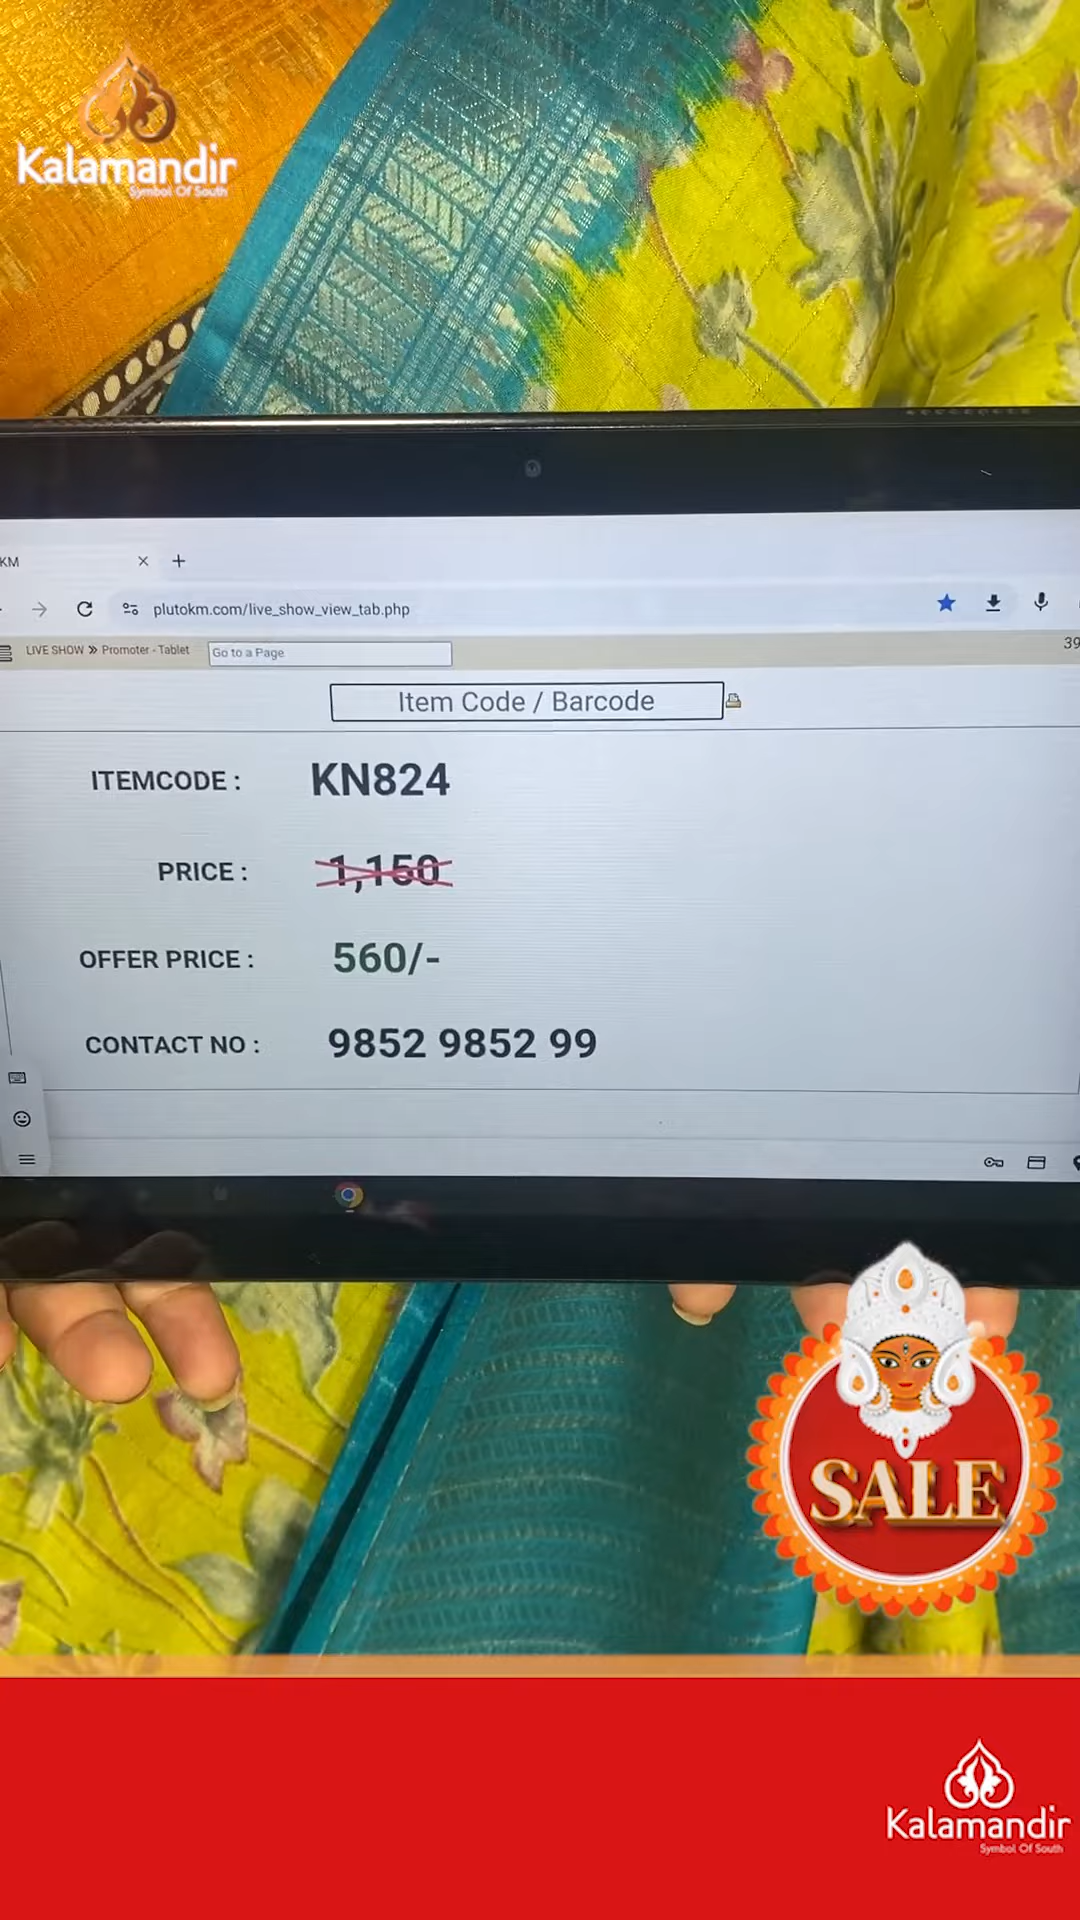 Kalamandir
Symbol Of South
KM
plutokm.com/live_show_view_tab.php
LIVE SHOW » Promoter - Tablet
Go to a Page
39
Item Code / Barcode
ITEMCODE : KN824
PRICE : 1,150
OFFER PRICE : 560/-
CONTACT NO : 9852 9852 99
SALE
Kalamandir
Symbol Of South